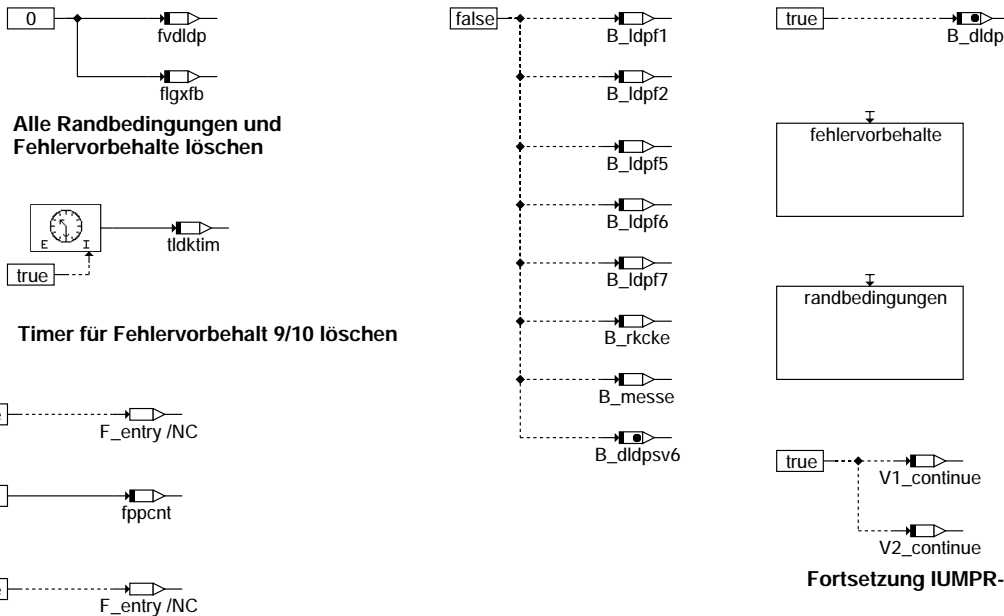 0
fvdldp
flgxfb
Alle Randbedingungen und
Fehlervorbehalte löschen
E I
tldktim
true
Timer für Fehlervorbehalt 9/10 löschen
F_entry /NC
fppcnt
F_entry /NC
false
B_ldpf1
B_ldpf2
B_ldpf5
B_ldpf6
B_ldpf7
B_rkcke
B_messe
B_dldpsv6
true
B_dldp
fehlervorbehalte
randbedingungen
true
V1_continue
V2_continue
Fortsetzung IUMPR-